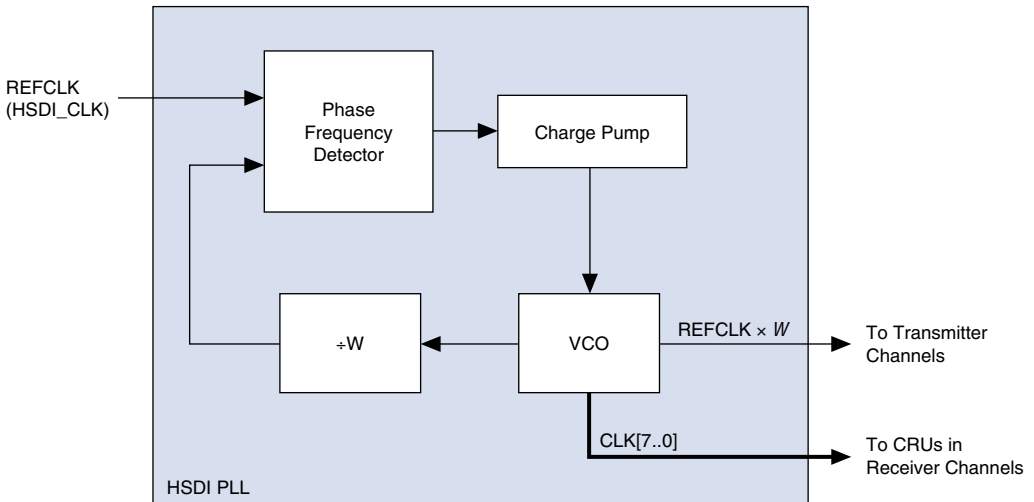 REFCLK
(HSDI_CLK)
Phase
Frequency
Detector
Charge Pump
÷W
VCO
REFCLK × W
To Transmitter
Channels
CLK[7..0]
To CRUs in
Receiver Channels
HSDI PLL